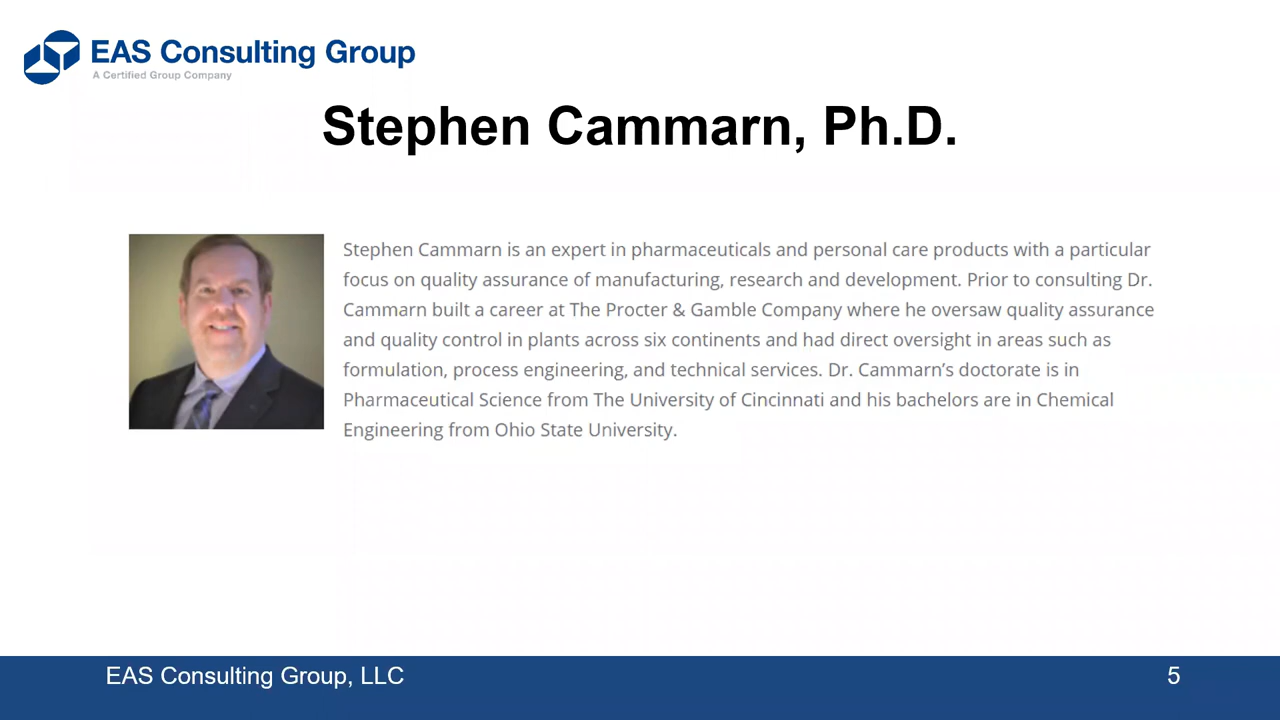 EAS Consulting Group
A Certified Group Company
Stephen Cammarn, Ph.D.
Stephen Cammarn is an expert in pharmaceuticals and personal care products with a particular
focus on quality assurance of manufacturing, research and development. Prior to consulting Dr.
Cammarn built a career at The Procter & Gamble Company where he oversaw quality assurance
and quality control in plants across six continents and had direct oversight in areas such as
formulation, process engineering, and technical services. Dr. Cammarn’s doctorate is in
Pharmaceutical Science from The University of Cincinnati and his bachelors are in Chemical
Engineering from Ohio State University.
EAS Consulting Group, LLC
5